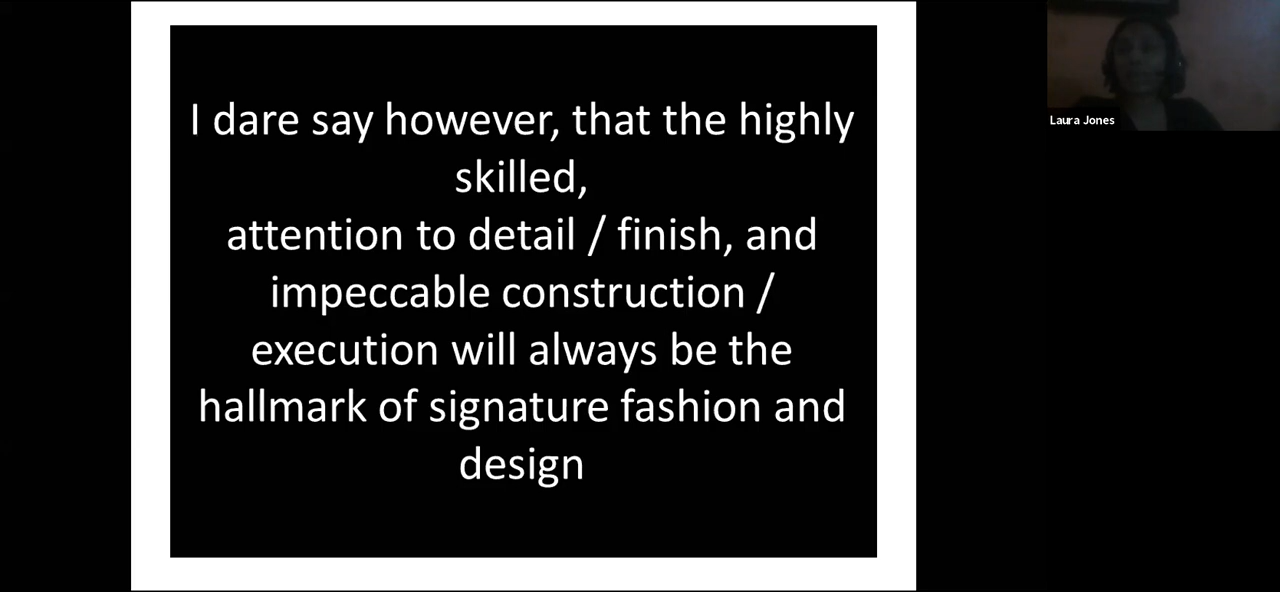 I dare say however, that the highly
skilled,
attention to detail / finish, and
impeccable construction /
execution will always be the
hallmark of signature fashion and
design
Laura Jones